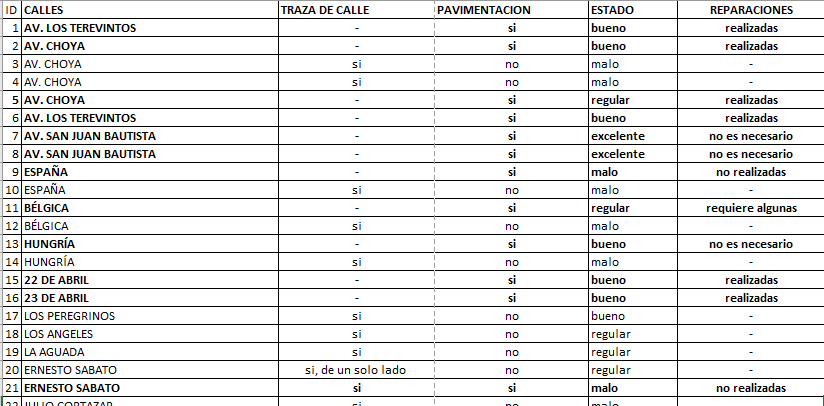 ID CALLES TRAZA DE CALLE PAVIMENTACION ESTADO REPARACIONES
1 AV. LOS TEREVINTOS - si bueno realizadas
2 AV. CHOYA - si bueno realizadas
3 AV. CHOYA si no malo -
4 AV. CHOYA si no malo -
5 AV. CHOYA - si regular realizadas
6 AV. LOS TEREVINTOS - si bueno realizadas
7 AV. SAN JUAN BAUTISTA - si excelente no es necesario
8 AV. SAN JUAN BAUTISTA - si excelente no es necesario
9 ESPAÑA - si malo no realizadas
10 ESPAÑA si no malo -
11 BÉLGICA - si regular requiere algunas
12 BÉLGICA si no malo -
13 HUNGRÍA - si bueno no es necesario
14 HUNGRÍA si no malo -
15 22 DE ABRIL - si bueno realizadas
16 23 DE ABRIL - si bueno realizadas
17 LOS PEREGRINOS si no bueno -
18 LOS ANGELES si no regular -
19 LA AGUADA si no regular -
20 ERNESTO SABATO si, de un solo lado no regular -
21 ERNESTO SABATO si si malo no realizadas
22 JULIO CORTAZAR si no malo